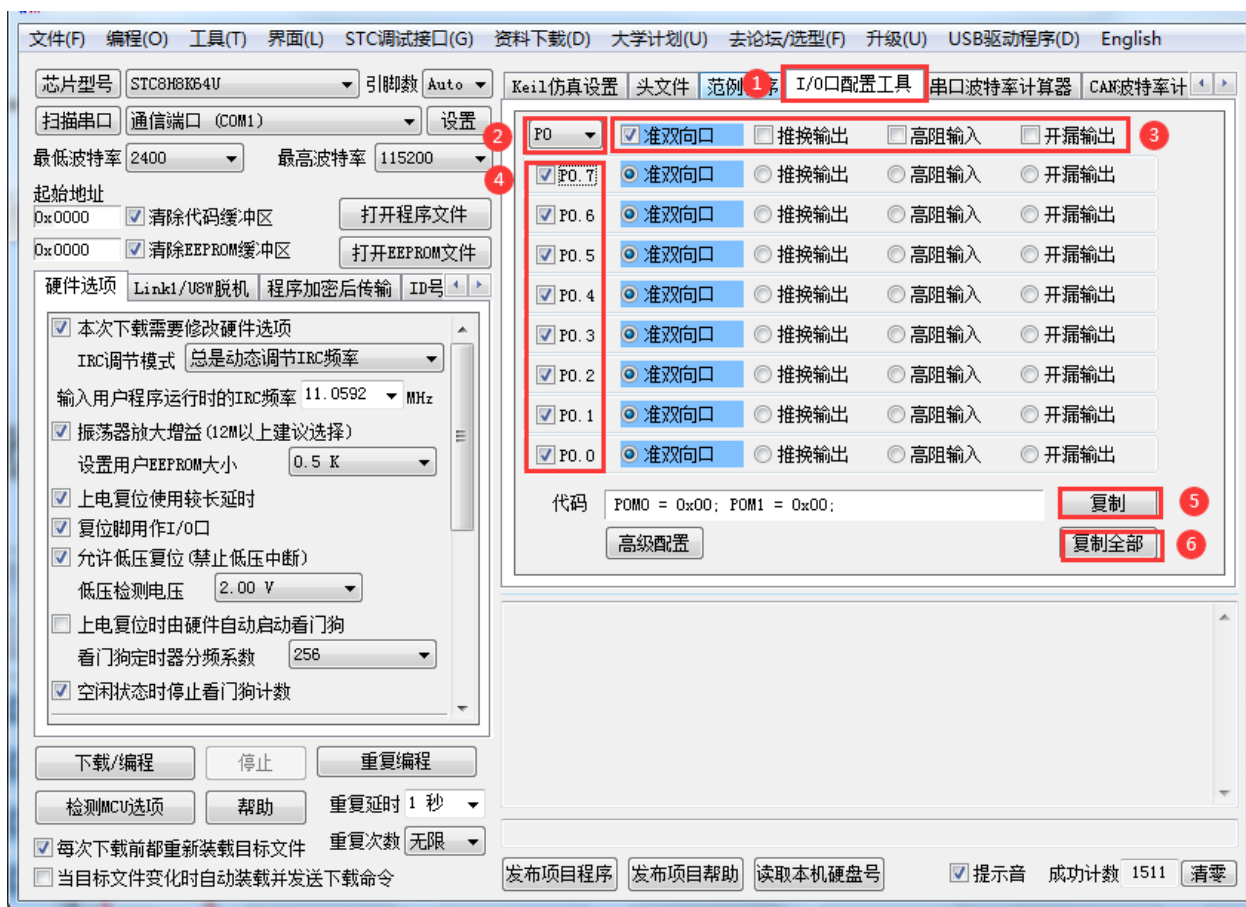 文件(F) 编程(O) 工具(T) 界面(L) STC调试接口(G) 资料下载(D) 大学计划(U) 去论坛/选型(F) 升级(U) USB驱动程序(D) English
芯片型号 STC8H8K64U 引脚数 Auto
扫描串口 通信端口 (COM1) 设置
最低波特率 2400 最高波特率 115200
起始地址
0x0000 清除代码缓冲区 打开程序文件
0x0000 清除EEPROM缓冲区 打开EEPROM文件
硬件选项 Link1/U8W脱机 程序加密后传输 ID号
本次下载需要修改硬件选项
IRC调节模式 总是动态调节IRC频率
输入用户程序运行时的IRC频率 11.0592 MHz
振荡器放大增益(12M以上建议选择)
设置用户EEPROM大小 0.5 K
上电复位使用较长延时
复位脚用作I/O口
允许低压复位(禁止低压中断)
低压检测电压 2.00 V
上电复位时由硬件自动启动看门狗
看门狗定时器分频系数 256
空闲状态时停止看门狗计数
下载/编程 停止 重复编程
检测MCU选项 帮助 重复延时 1 秒
每次下载前都重新装载目标文件 重复次数 无限
当目标文件变化时自动装载并发送下载命令
Keil仿真设置 头文件 范例 序 1 I/O口配置工具 串口波特率计算器 CAN波特率计
2 P0 准双向口 推换输出 高阻输入 开漏输出 3
4 P0.7 准双向口 推换输出 高阻输入 开漏输出
P0.6 准双向口 推换输出 高阻输入 开漏输出
P0.5 准双向口 推换输出 高阻输入 开漏输出
P0.4 准双向口 推换输出 高阻输入 开漏输出
P0.3 准双向口 推换输出 高阻输入 开漏输出
P0.2 准双向口 推换输出 高阻输入 开漏输出
P0.1 准双向口 推换输出 高阻输入 开漏输出
P0.0 准双向口 推换输出 高阻输入 开漏输出
代码 P0M0 = 0x00; P0M1 = 0x00; 复制 5
高级配置 复制全部 6
发布项目程序 发布项目帮助 读取本机硬盘号 提示音 成功计数 1511 清零